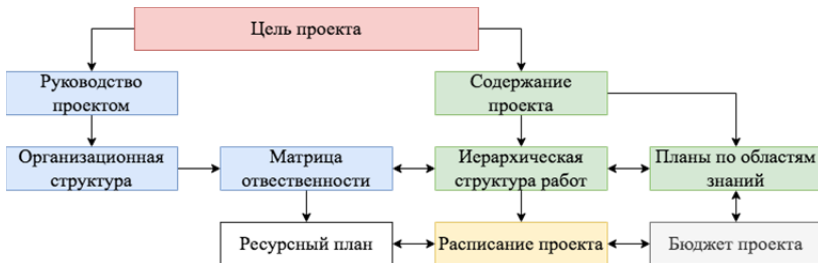 Цель проекта
Руководство
проектом
Содержание
проекта
Организационная
структура
Матрица
отвественности
Иерархическая
структура работ
Планы по областям
знаний
Ресурсный план
Расписание проекта
Бюджет проекта